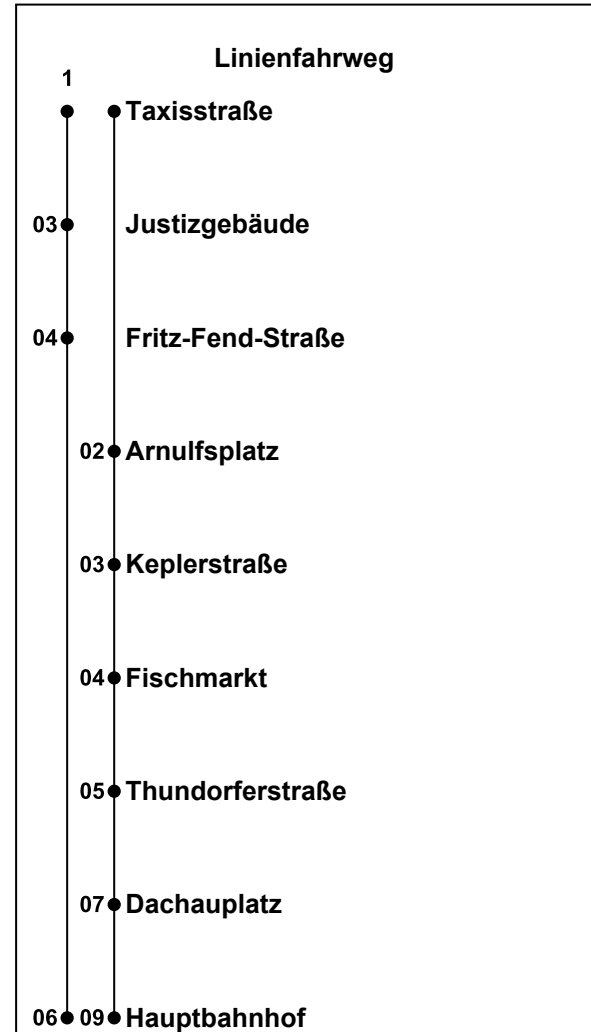 Linienfahrweg
1
Taxisstraße
03 Justizgebäude
04 Fritz-Fend-Straße
02 Arnulfsplatz
03 Keplerstraße
04 Fischmarkt
05 Thundorferstraße
07 Dachauplatz
06 09 Hauptbahnhof